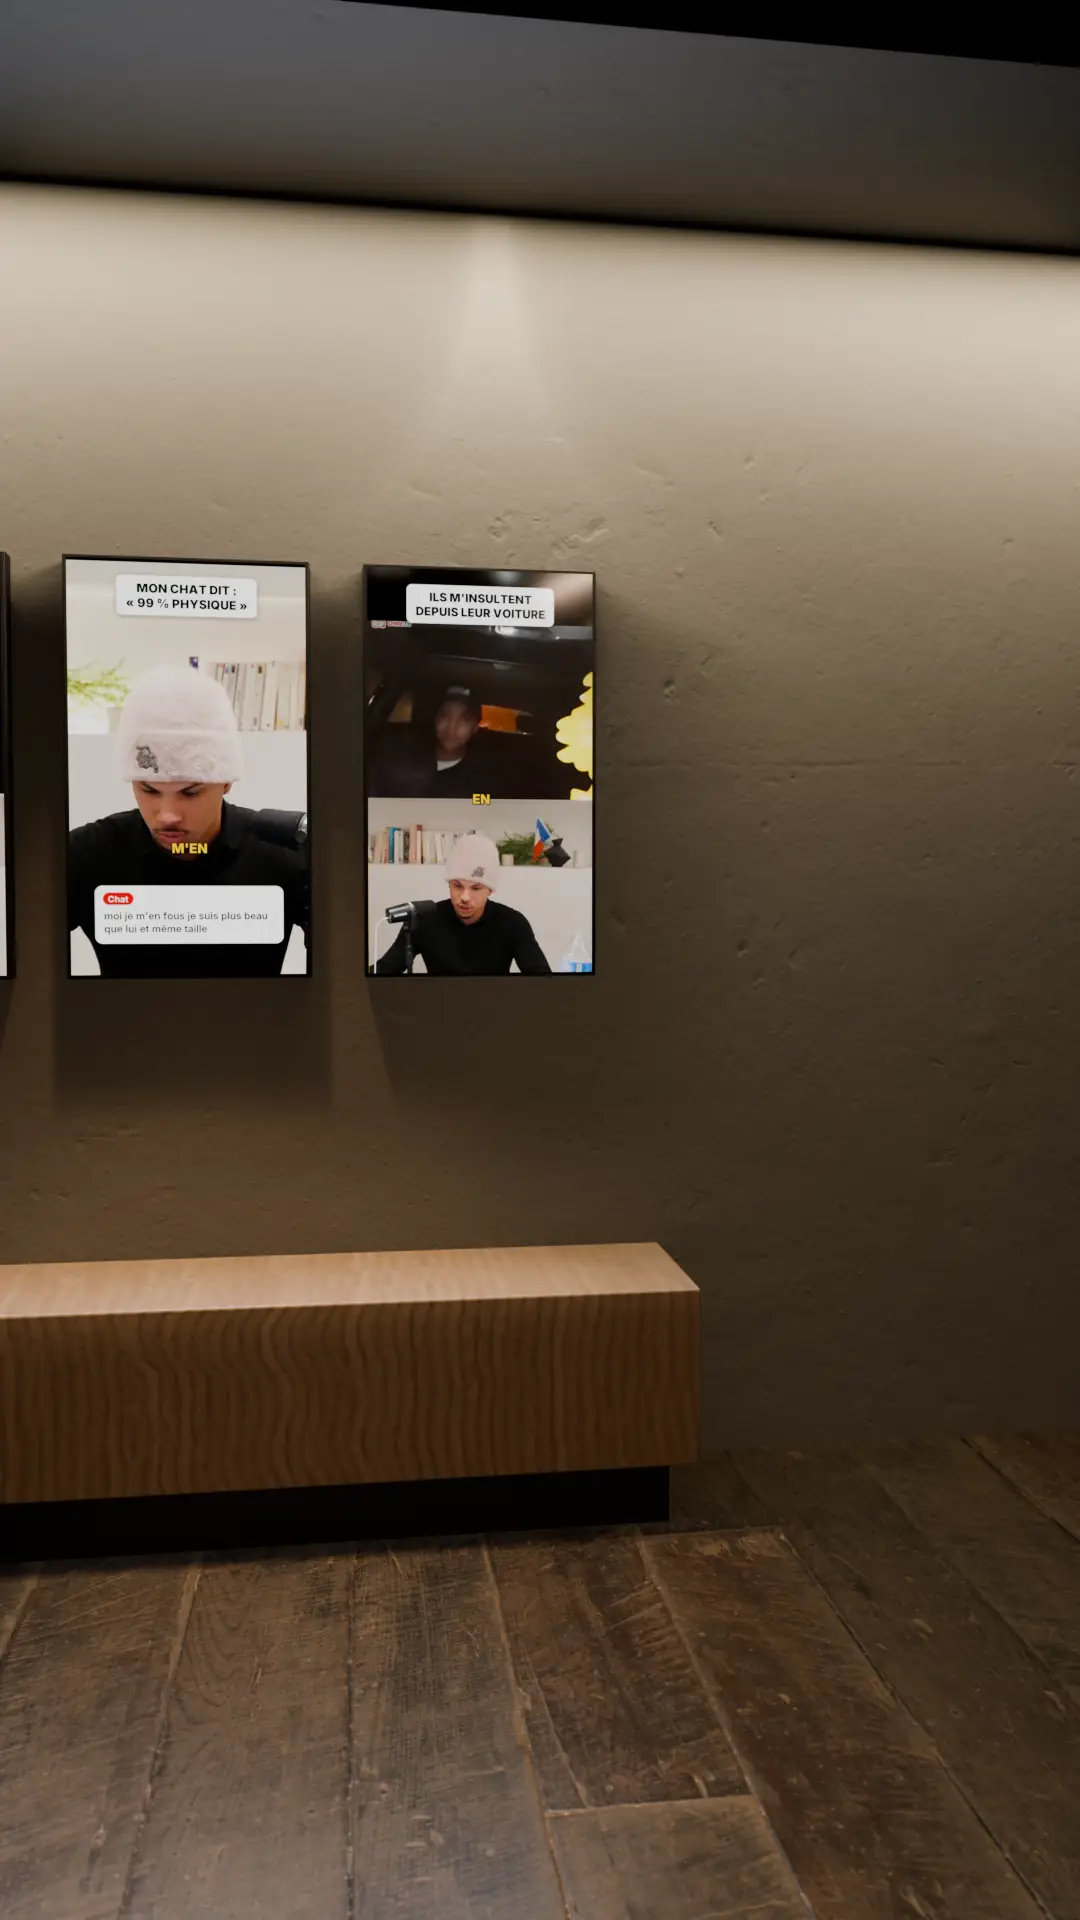 MON CHAT DIT :
« 99 % PHYSIQUE »
M'EN
Chat
moi je m'en fous je suis plus beau
que lui et même taille
ILS M'INSULTENT
DEPUIS LEUR VOITURE
EN